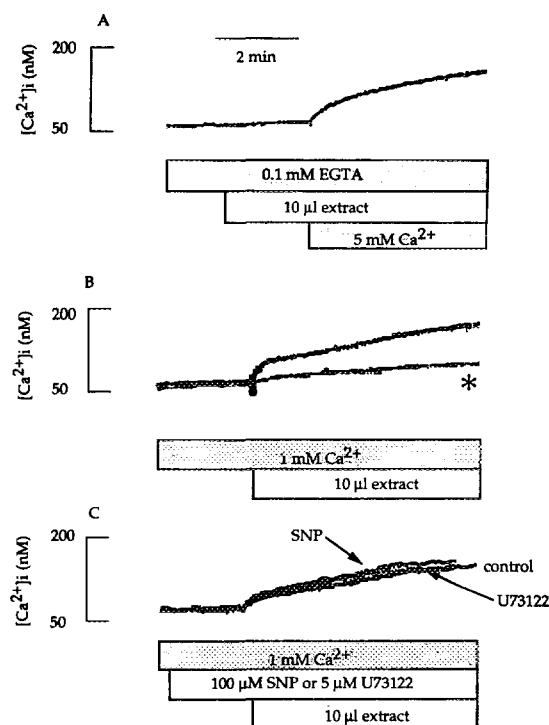 A
200
[Ca²⁺]i (nM)
50
2 min
0.1 mM EGTA
10 µl extract
5 mM Ca²⁺
B
200
[Ca²⁺]i (nM)
50
*
1 mM Ca²⁺
10 µl extract
C
200
[Ca²⁺]i (nM)
50
SNP
control
U73122
1 mM Ca²⁺
100 µM SNP or 5 µM U73122
10 µl extract